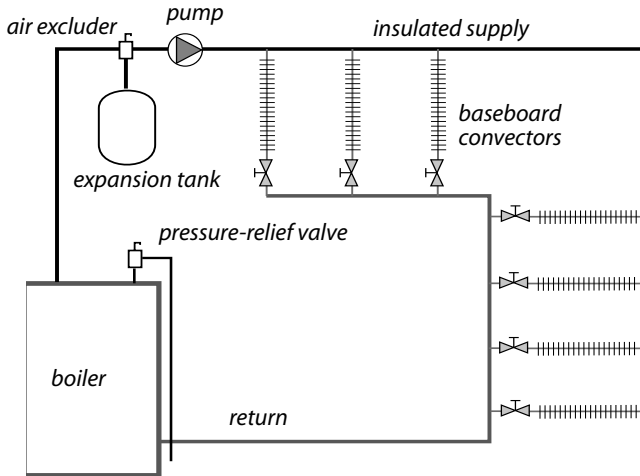 pump
air excluder
insulated supply
baseboard
convectors
expansion tank
pressure-relief valve
boiler
return